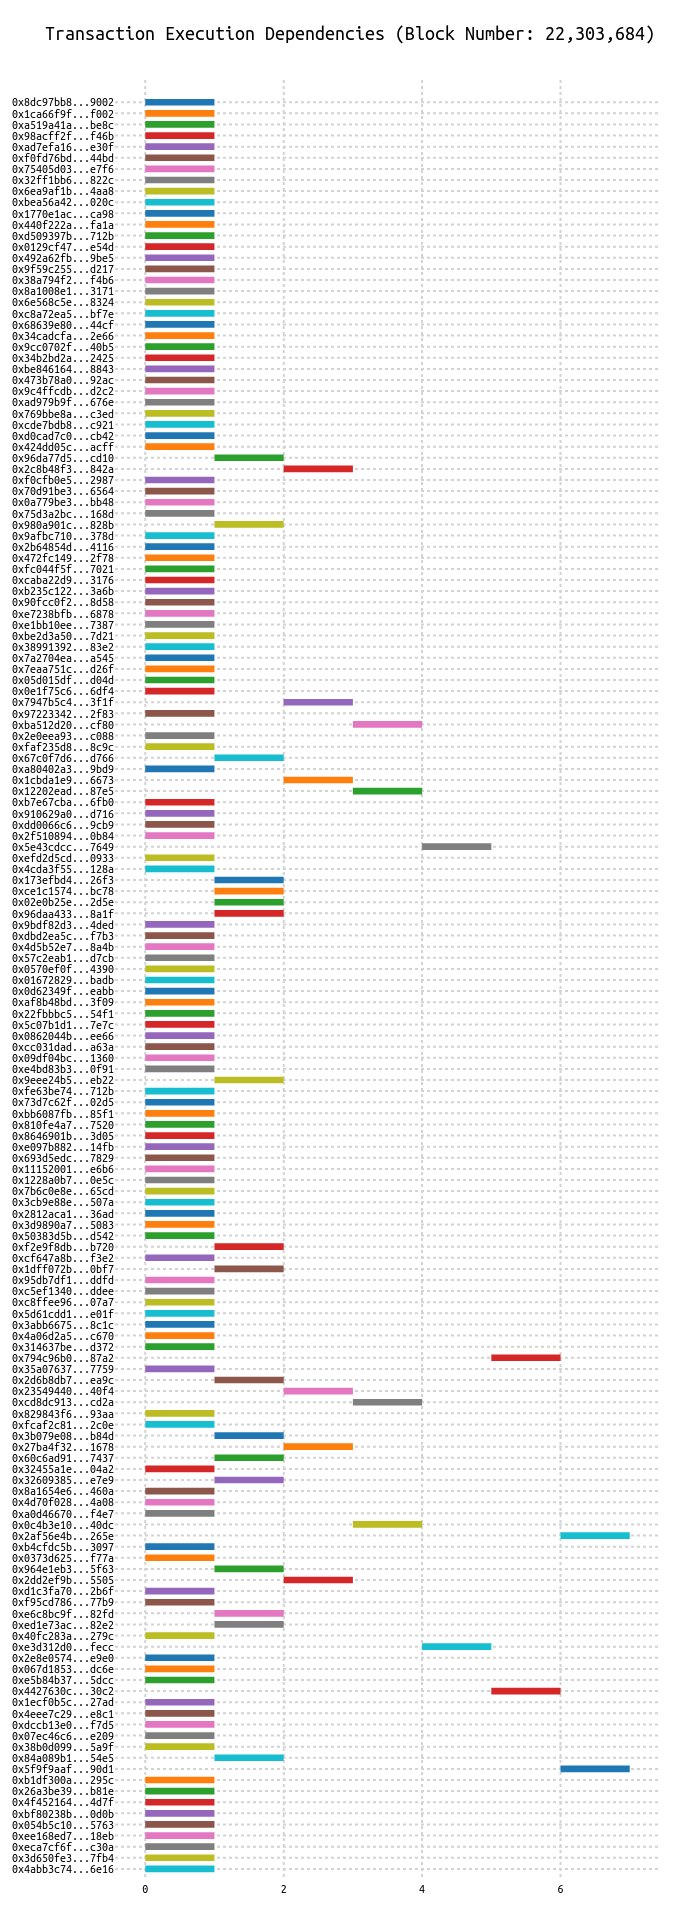 Transaction Execution Dependencies (Block Number: 22,303,684)
0x8dc97bb8...9002
0x1ca66f9f...f002
0xa519a41a...be8c
0x98acff2f...f46b
0xad7efa16...e30f
0xf0fd76bd...44bd
0x75405d03...e7f6
0x32ff1bb6...822c
0x6ea9af1b...4aa8
0xbea56a42...020c
0x1770e1ac...ca98
0x440f222a...fa1a
0xd509397b...712b
0x0129cf47...e54d
0x492a62fb...9be5
0x9f59c255...d217
0x38a794f2...f4b6
0x8a1008e1...3171
0x6e568c5e...8324
0xc8a72ea5...bf7e
0x68639e80...44cf
0x34cadcfa...2e66
0x9cc0702f...40b5
0x34b2bd2a...2425
0xbe846164...8843
0x473b78a0...92ac
0x9c4ffcdb...d2c2
0xad979b9f...676e
0x769bbe8a...c3ed
0xcde7bdb8...c921
0xd0cad7c0...cb42
0x424dd05c...acff
0x96da77d5...cd10
0x2c8b48f3...842a
0xf0cfb0e5...2987
0x70d91be3...6564
0x0a779be3...bb48
0x75d3a2bc...168d
0x980a901c...828b
0x9afbc710...378d
0x2b64854d...4116
0x472fc149...2f78
0xfc044f5f...7021
0xcaba22d9...3176
0xb235c122...3a6b
0x90fcc0f2...8d58
0xe7238bfb...6878
0xe1bb10ee...7387
0xbe2d3a50...7d21
0x38991392...83e2
0x7a2704ea...a545
0x7eaa751c...d26f
0x05d015df...d04d
0x0e1f75c6...6df4
0x7947b5c4...3f1f
0x97223342...2f83
0xba512d20...cf80
0x2e0eea93...c088
0xfaf235d8...8c9c
0x67c0f7d6...d766
0xa80402a3...9bd9
0x1cbda1e9...6673
0x12202ead...87e5
0xb7e67cba...6fb0
0x910629a0...d716
0xdd0066c6...9cb9
0x2f510894...0b84
0x5e43cdcc...7649
0xefd2d5cd...0933
0x4cda3f55...128a
0x173efbd4...26f3
0xce1c1574...bc78
0x02e0b25e...2d5e
0x96daa433...8a1f
0x9bdf82d3...4ded
0xdbd2ea5c...f7b3
0x4d5b52e7...8a4b
0x57c2eab1...d7cb
0x0570ef0f...4390
0x01672829...badb
0x0d62349f...eabb
0xaf8b48bd...3f09
0x22fbbbc5...54f1
0x5c07b1d1...7e7c
0x0862044b...ee66
0xcc031dad...a63a
0x09df04bc...1360
0xe4bd83b3...0f91
0x9eee24b5...eb22
0xfe63be74...712b
0x73d7c62f...02d5
0xbb6087fb...85f1
0x810fe4a7...7520
0x8646901b...3d05
0xe097b882...14fb
0x693d5edc...7829
0x11152001...e6b6
0x1228a0b7...0e5c
0x7b6c0e8e...65cd
0x3cb9e88e...507a
0x2812aca1...36ad
0x3d9890a7...5083
0x50383d5b...d542
0xf2e9f8db...b720
0xcf647a8b...f3e2
0x1dff072b...0bf7
0x95db7df1...ddfd
0xc5ef1340...ddee
0xc8ffee96...07a7
0x5d61cdd1...e01f
0x3abb6675...8c1c
0x4a06d2a5...c670
0x314637be...d372
0x794c96b0...87a2
0x35a07637...7759
0x2d6b8db7...ea9c
0x23549440...40f4
0xcd8dc913...cd2a
0x829843f6...93aa
0xfcaf2c81...2c0e
0x3b079e08...b84d
0x27ba4f32...1678
0x60c6ad91...7437
0x32455a1e...04a2
0x32609385...e7e9
0x8a1654e6...460a
0x4d70f028...4a08
0xa0d46670...f4e7
0x0c4b3e10...40dc
0x2af56e4b...265e
0xb4cfdc5b...3097
0x0373d625...f77a
0x964e1eb3...5f63
0x2dd2ef9b...5505
0xd1c3fa70...2b6f
0xf95cd786...77b9
0xe6c8bc9f...82fd
0xed1e73ac...82e2
0x40fc283a...279c
0xe3d312d0...fecc
0x2e8e0574...e9e0
0x067d1853...dc6e
0xe5b84b37...5dcc
0x4427630c...30c2
0x1ecf0b5c...27ad
0x4eee7c29...e8c1
0xdccb13e0...f7d5
0x07ec46c6...e209
0x38b0d099...5a9f
0x84a089b1...54e5
0x5f9f9aaf...90d1
0xb1df300a...295c
0x26a3be39...b81e
0x4f452164...4d7f
0xbf80238b...0d0b
0x054b5c10...5763
0xee168ed7...18eb
0xeca7cf6f...c30a
0x3d650fe3...7fb4
0x4abb3c74...6e16
0 2 4 6